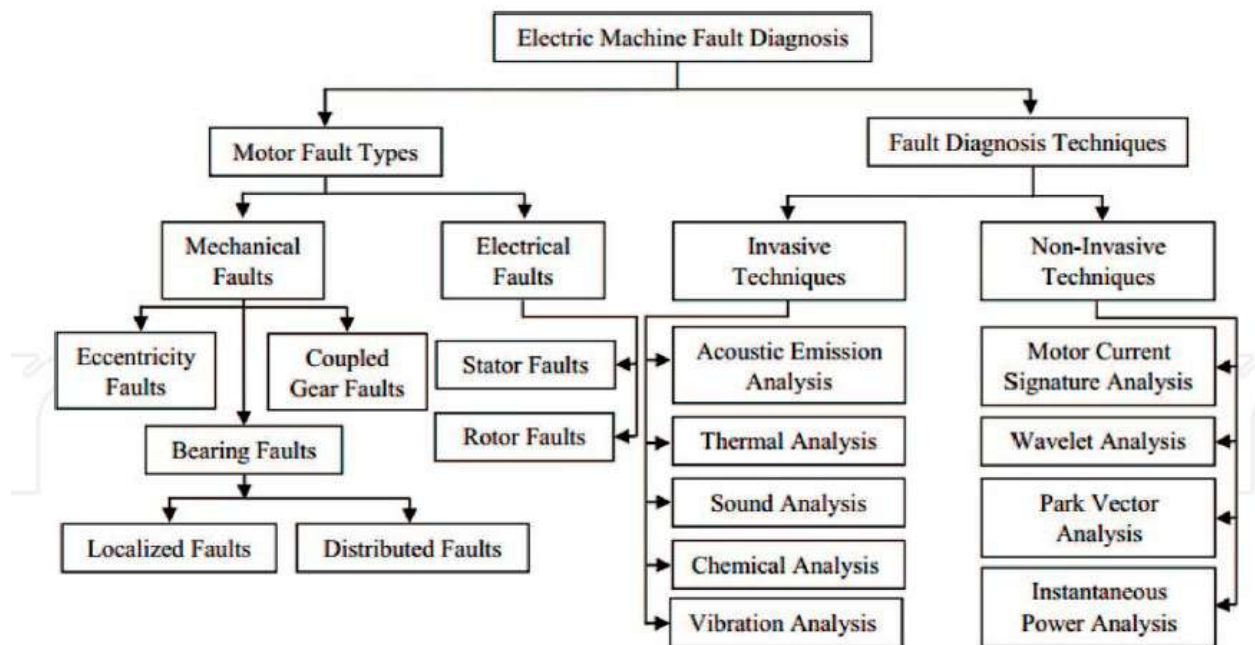 Electric Machine Fault Diagnosis
Motor Fault Types
Fault Diagnosis Techniques
Mechanical
Faults
Electrical
Faults
Invasive
Techniques
Non-Invasive
Techniques
Eccentricity
Faults
Coupled
Gear Faults
Bearing Faults
Localized Faults
Distributed Faults
Stator Faults
Rotor Faults
Acoustic Emission
Analysis
Thermal Analysis
Sound Analysis
Chemical Analysis
Vibration Analysis
Motor Current
Signature Analysis
Wavelet Analysis
Park Vector
Analysis
Instantaneous
Power Analysis